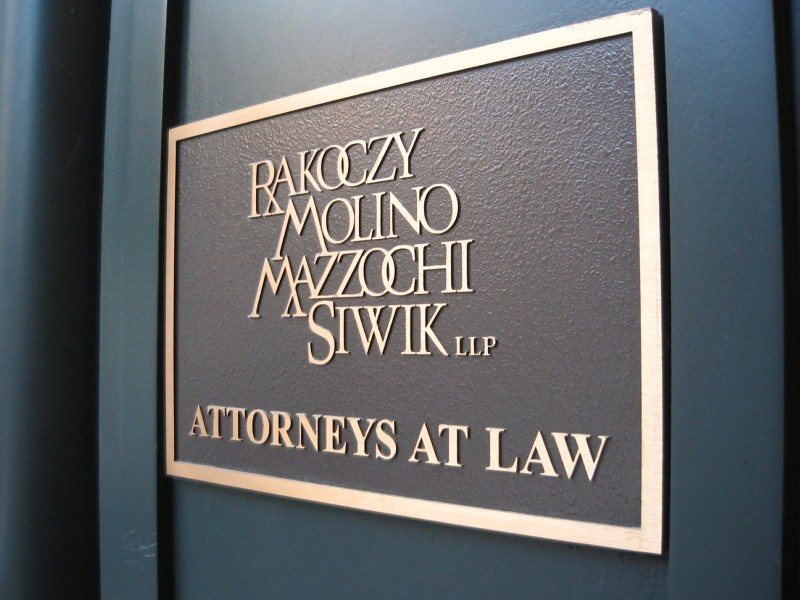 RAKOCZY
MOLINO
MAZZOCHI
SIWIK LLP
ATTORNEYS AT LAW